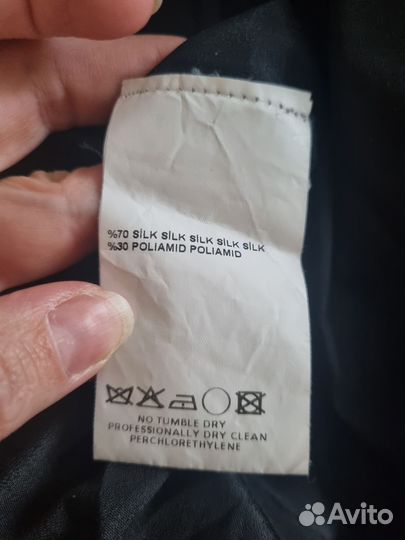 %70 SİLK SİLK SİLK SİLK SİLK
%30 POLIAMID POLIAMID
NO TUMBLE DRY
PROFESSIONALLY DRY CLEAN
PERCHLORETHYLENE
Avito